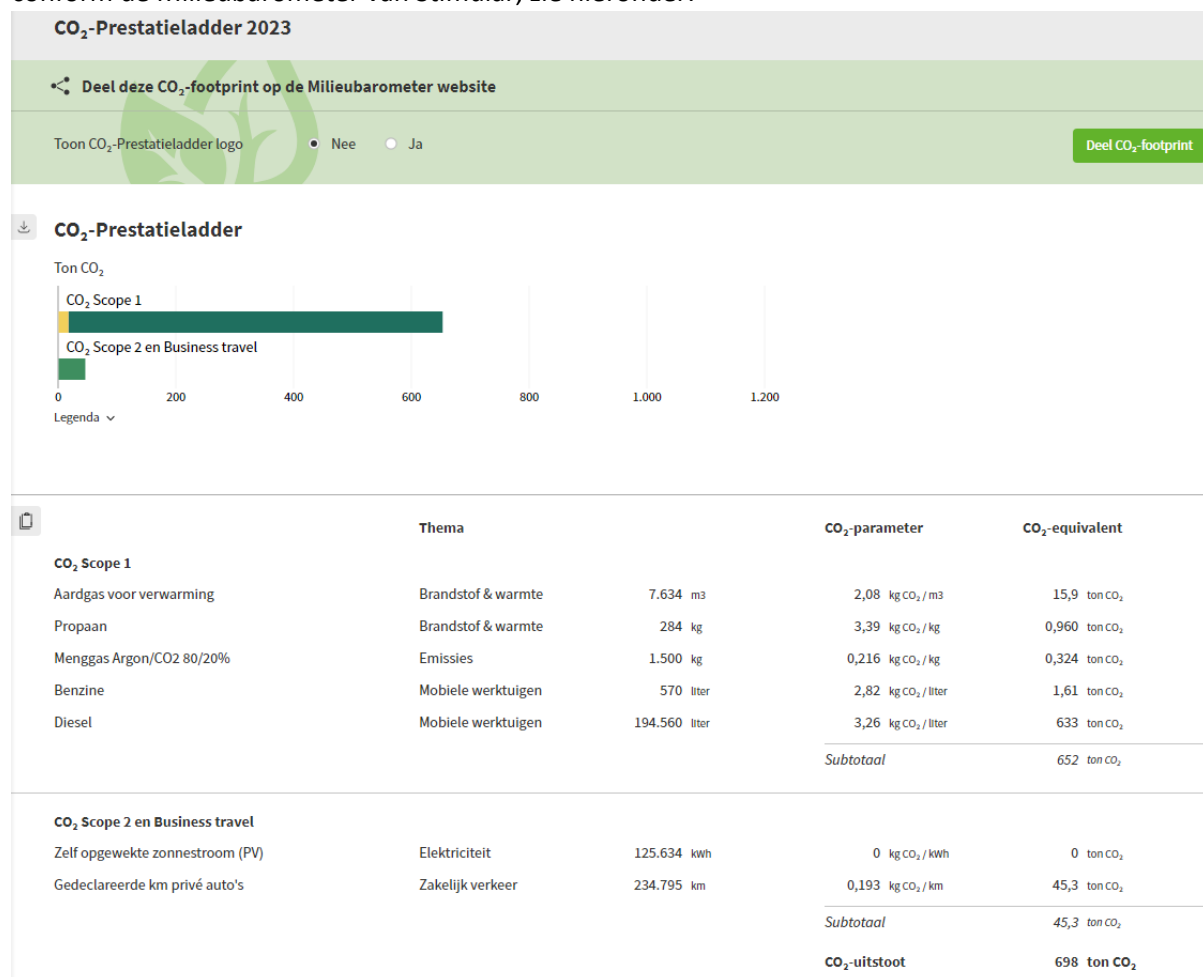 CO₂-Prestatieladder 2023
Deel deze CO₂-footprint op de Milieubarometer website
Toon CO₂-Prestatieladder logo Nee Ja Deel CO₂-footprint
CO₂-Prestatieladder
Ton CO₂
CO₂ Scope 1
CO₂ Scope 2 en Business travel
0 200 400 600 800 1.000 1.200
Legenda
Thema CO₂-parameter CO₂-equivalent
CO₂ Scope 1
Aardgas voor verwarming Brandstof & warmte 7.634 m3 2,08 kg CO₂ / m3 15,9 ton CO₂
Propaan Brandstof & warmte 284 kg 3,39 kg CO₂ / kg 0,960 ton CO₂
Menggas Argon/CO2 80/20% Emissies 1.500 kg 0,216 kg CO₂ / kg 0,324 ton CO₂
Benzine Mobiele werktuigen 570 liter 2,82 kg CO₂ / liter 1,61 ton CO₂
Diesel Mobiele werktuigen 194.560 liter 3,26 kg CO₂ / liter 633 ton CO₂
Subtotaal 652 ton CO₂
CO₂ Scope 2 en Business travel
Zelf opgewekte zonnestroom (PV) Elektriciteit 125.634 kWh 0 kg CO₂ / kWh 0 ton CO₂
Gedeclareerde km privé auto's Zakelijk verkeer 234.795 km 0,193 kg CO₂ / km 45,3 ton CO₂
Subtotaal 45,3 ton CO₂
CO₂-uitstoot 698 ton CO₂